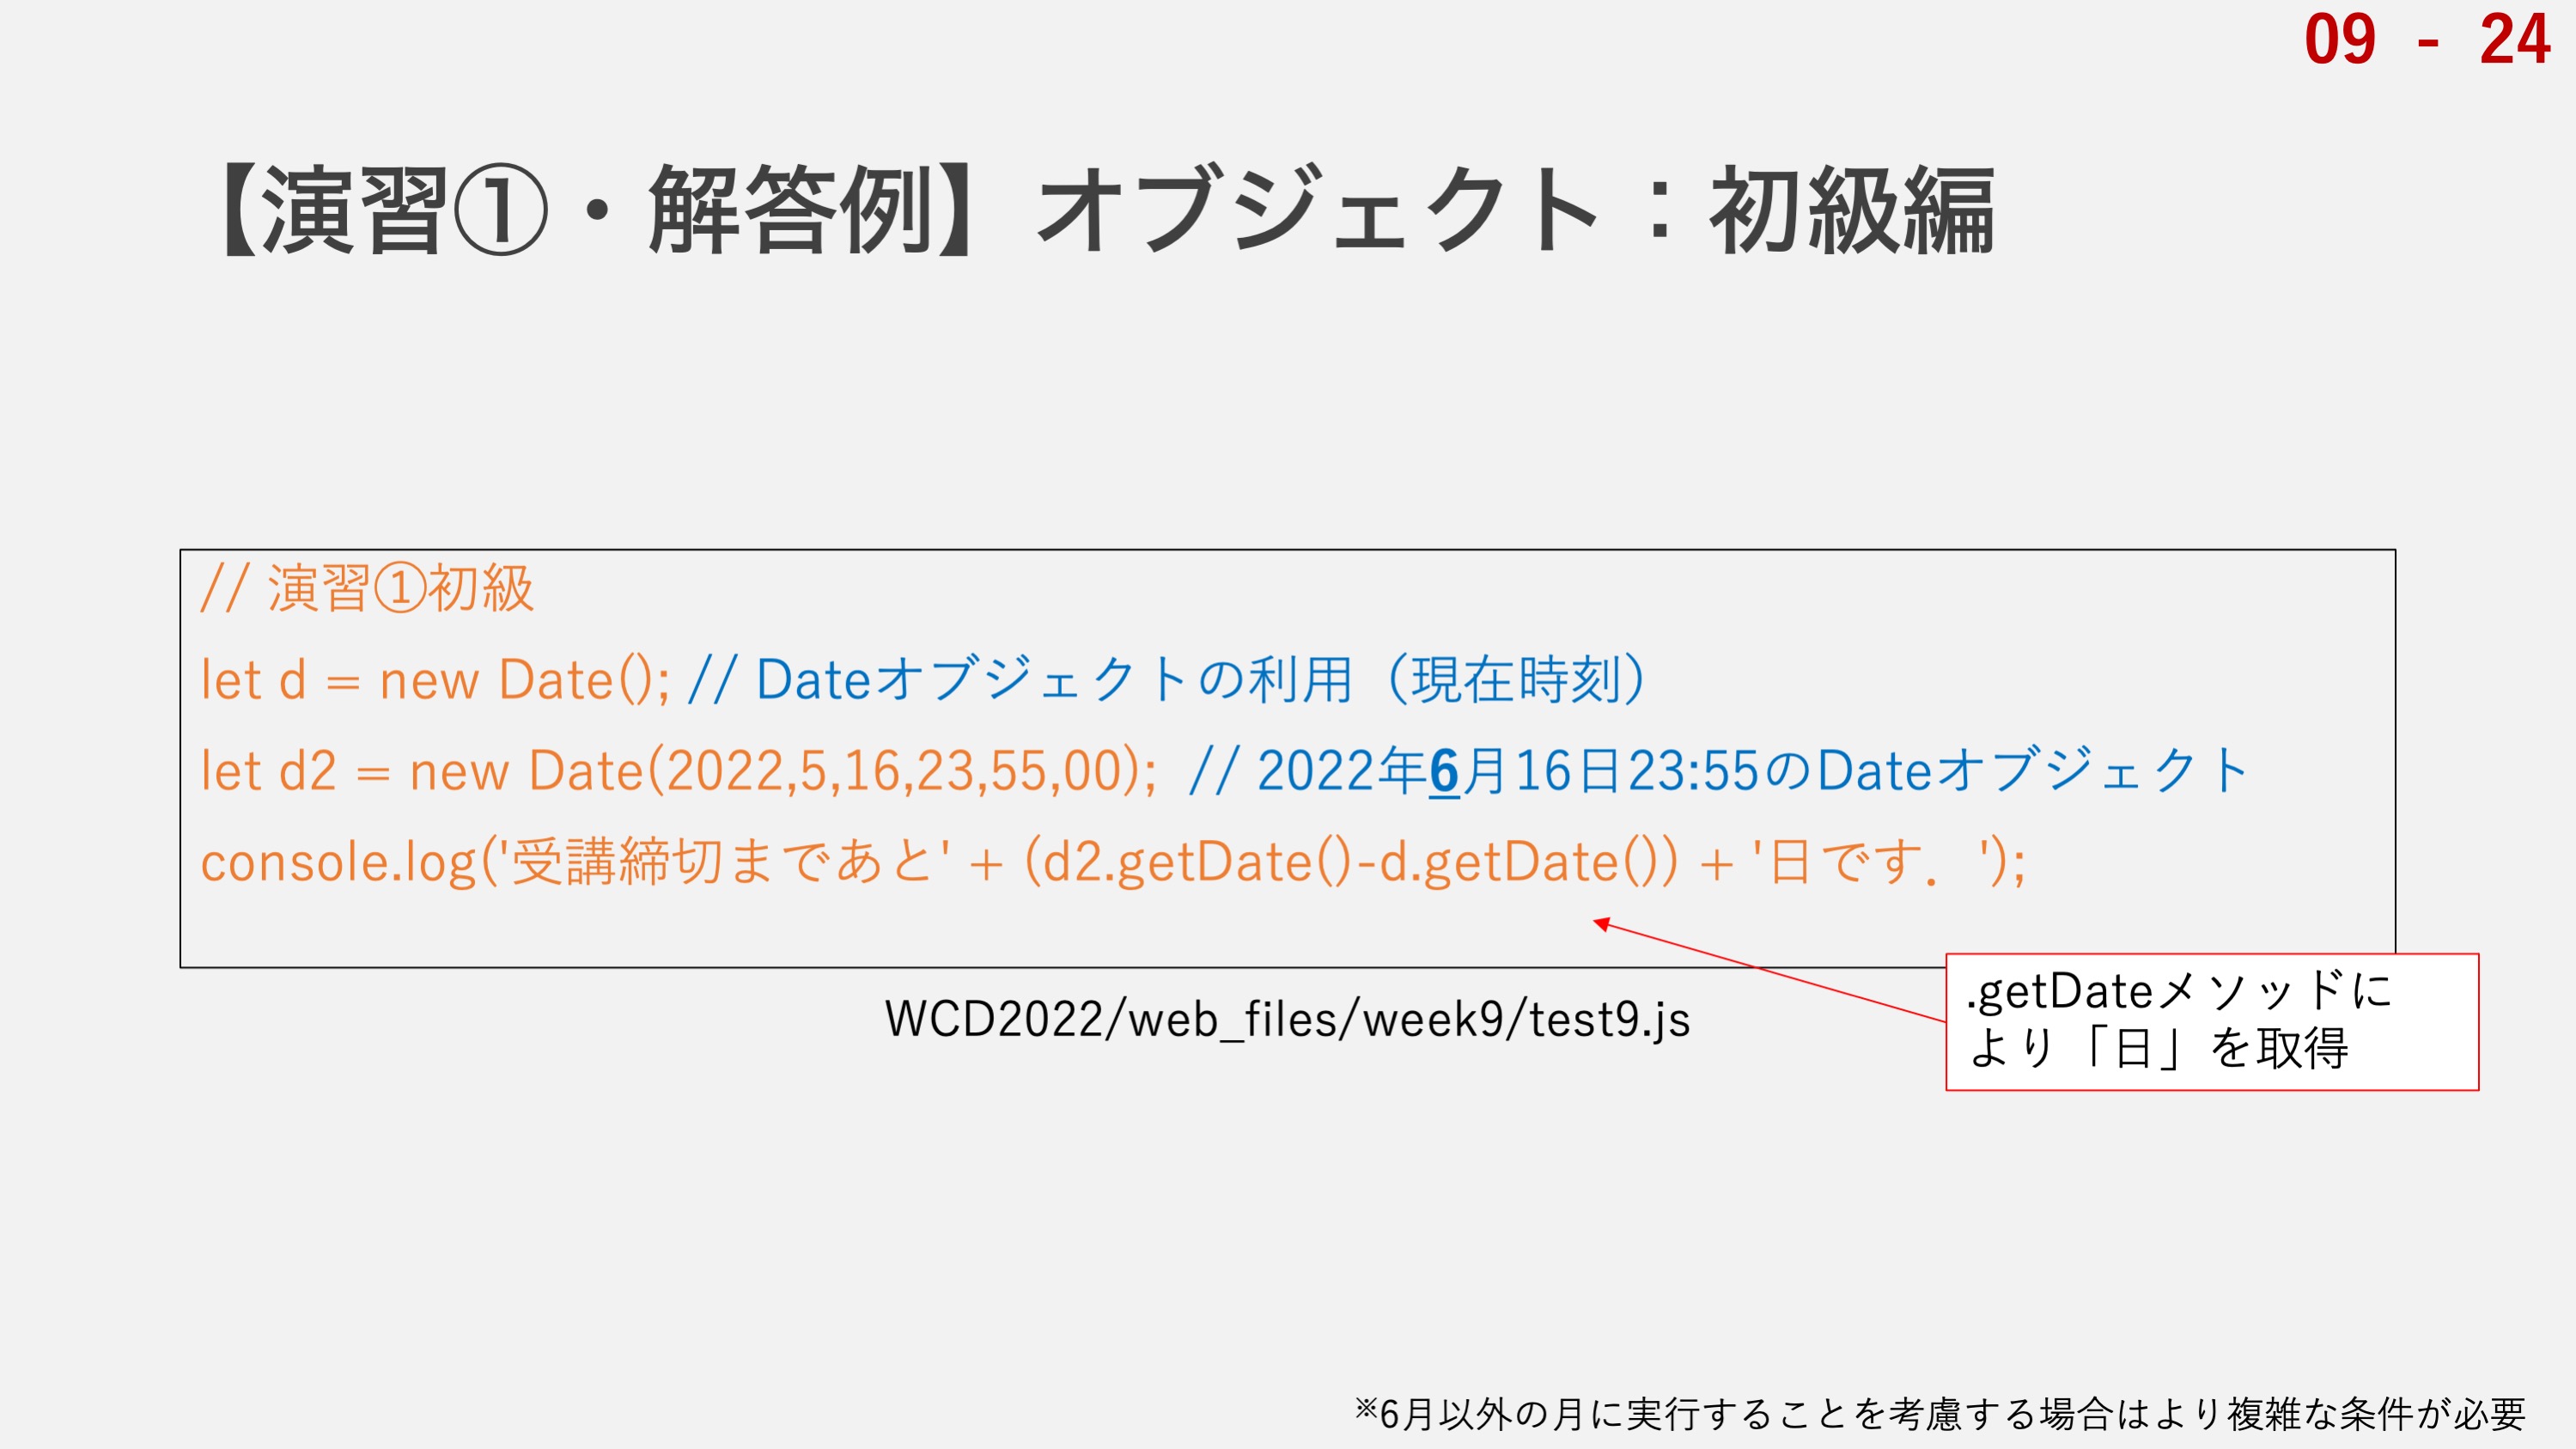 09 - 24
【演習①・解答例】オブジェクト：初級編
// 演習①初級
let d = new Date(); // Dateオブジェクトの利用（現在時刻）
let d2 = new Date(2022,5,16,23,55,00);  // 2022年6月16日23:55のDateオブジェクト
console.log('受講締切まであと' + (d2.getDate()-d.getDate()) + '日です．');
.getDateメソッドに
より「日」を取得
WCD2022/web_files/week9/test9.js
※6月以外の月に実行することを考慮する場合はより複雑な条件が必要